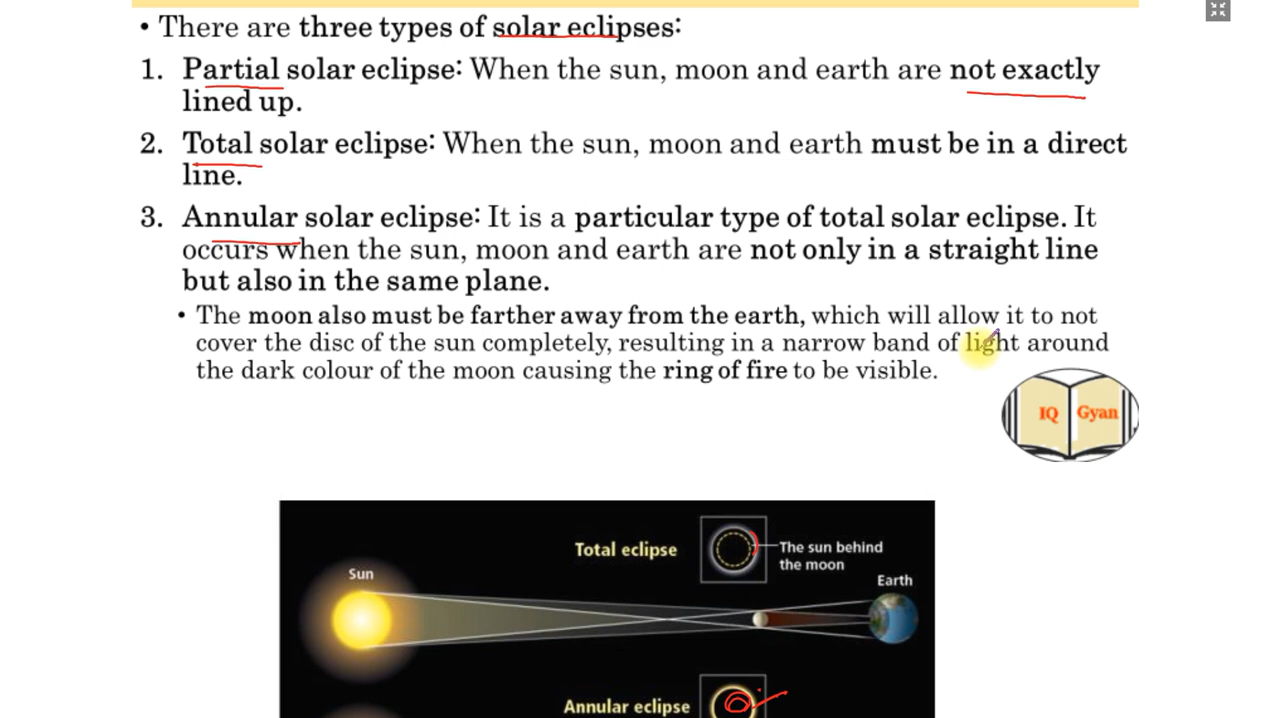 • There are three types of solar eclipses:
1. Partial solar eclipse: When the sun, moon and earth are not exactly
lined up.
2. Total solar eclipse: When the sun, moon and earth must be in a direct
line.
3. Annular solar eclipse: It is a particular type of total solar eclipse. It
occurs when the sun, moon and earth are not only in a straight line
but also in the same plane.
• The moon also must be farther away from the earth, which will allow it to not
cover the disc of the sun completely, resulting in a narrow band of light around
the dark colour of the moon causing the ring of fire to be visible.
IQ Gyan
Total eclipse
The sun behind
the moon
Sun
Earth
Annular eclipse